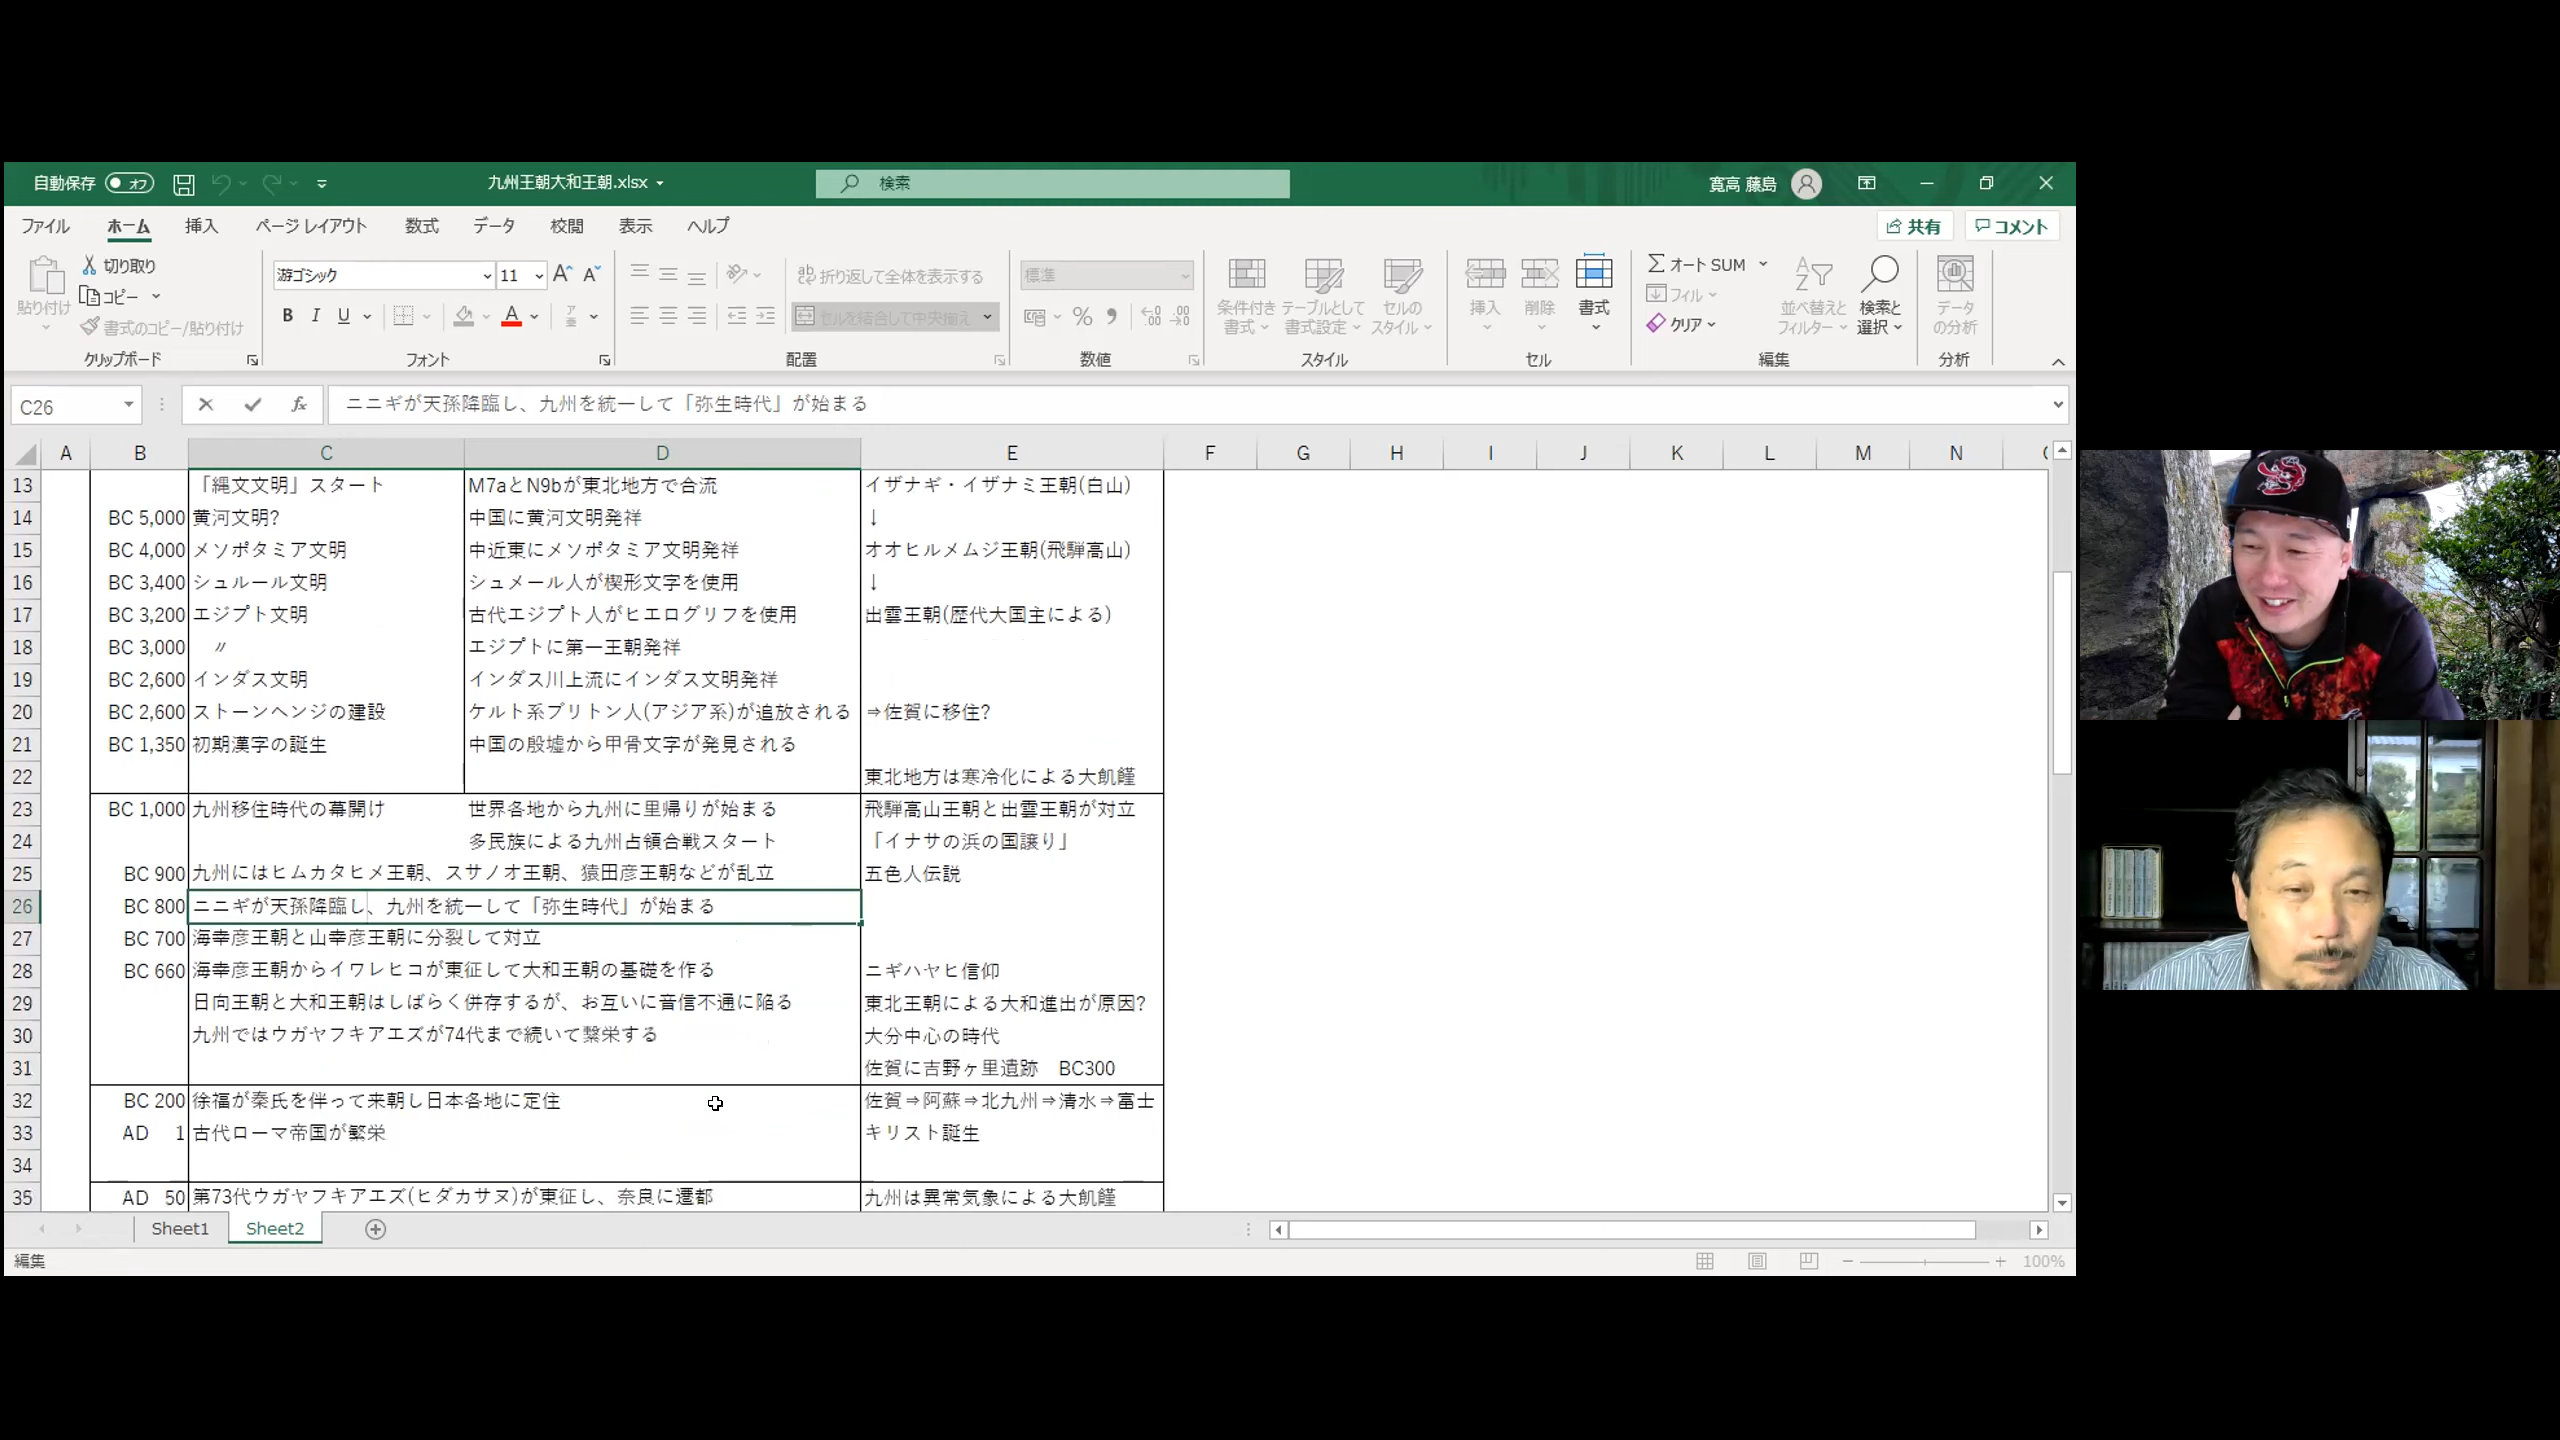 自動保存 オフ 九州王朝大和王朝.xlsx 検索 寛高 藤島
ファイル ホーム 挿入 ページ レイアウト 数式 データ 校閲 表示 ヘルプ 共有 コメント
貼り付け 切り取り コピー 書式のコピー/貼り付け クリップボード
游ゴシック 11 B I U フォント
折り返して全体を表示する セルを結合して中央揃え 配置
標準 % 数値
条件付き書式 テーブルとして書式設定 セルのスタイル スタイル
挿入 削除 書式 セル
Σ オート SUM フィル クリア 並べ替えとフィルター 検索と選択 編集
データの分析 分析
C26 fx ニニギが天孫降臨し、九州を統一して「弥生時代」が始まる
A B C D E F G H I J K L M N
13 「縄文文明」スタート M7aとN9bが東北地方で合流 イザナギ・イザナミ王朝(白山)
14 BC 5,000 黄河文明? 中国に黄河文明発祥 ↓
15 BC 4,000 メソポタミア文明 中近東にメソポタミア文明発祥 オオヒルメムジ王朝(飛騨高山)
16 BC 3,400 シュルール文明 シュメール人が楔形文字を使用 ↓
17 BC 3,200 エジプト文明 古代エジプト人がヒエログリフを使用 出雲王朝(歴代大国主による)
18 BC 3,000 〃 エジプトに第一王朝発祥
19 BC 2,600 インダス文明 インダス川上流にインダス文明発祥
20 BC 2,600 ストーンヘンジの建設 ケルト系ブリトン人(アジア系)が追放される ⇒佐賀に移住?
21 BC 1,350 初期漢字の誕生 中国の殷墟から甲骨文字が発見される
22 東北地方は寒冷化による大飢饉
23 BC 1,000 九州移住時代の幕開け 世界各地から九州に里帰りが始まる 飛騨高山王朝と出雲王朝が対立
24 多民族による九州占領合戦スタート 「イナサの浜の国譲り」
25 BC 900 九州にはヒムカタヒメ王朝、スサノオ王朝、猿田彦王朝などが乱立 五色人伝説
26 BC 800 ニニギが天孫降臨し、九州を統一して「弥生時代」が始まる
27 BC 700 海幸彦王朝と山幸彦王朝に分裂して対立
28 BC 660 海幸彦王朝からイワレヒコが東征して大和王朝の基礎を作る ニギハヤヒ信仰
29 日向王朝と大和王朝はしばらく併存するが、お互いに音信不通に陥る 東北王朝による大和進出が原因?
30 九州ではウガヤフキアエズが74代まで続いて繁栄する 大分中心の時代
31 佐賀に吉野ヶ里遺跡 BC300
32 BC 200 徐福が秦氏を伴って来朝し日本各地に定住 佐賀⇒阿蘇⇒北九州⇒清水⇒富士
33 AD 1 古代ローマ帝国が繁栄 キリスト誕生
34
35 AD 50 第73代ウガヤフキアエズ(ヒダカサヌ)が東征し、奈良に遷都 九州は異常気象による大飢饉
Sheet1 Sheet2
編集 100%